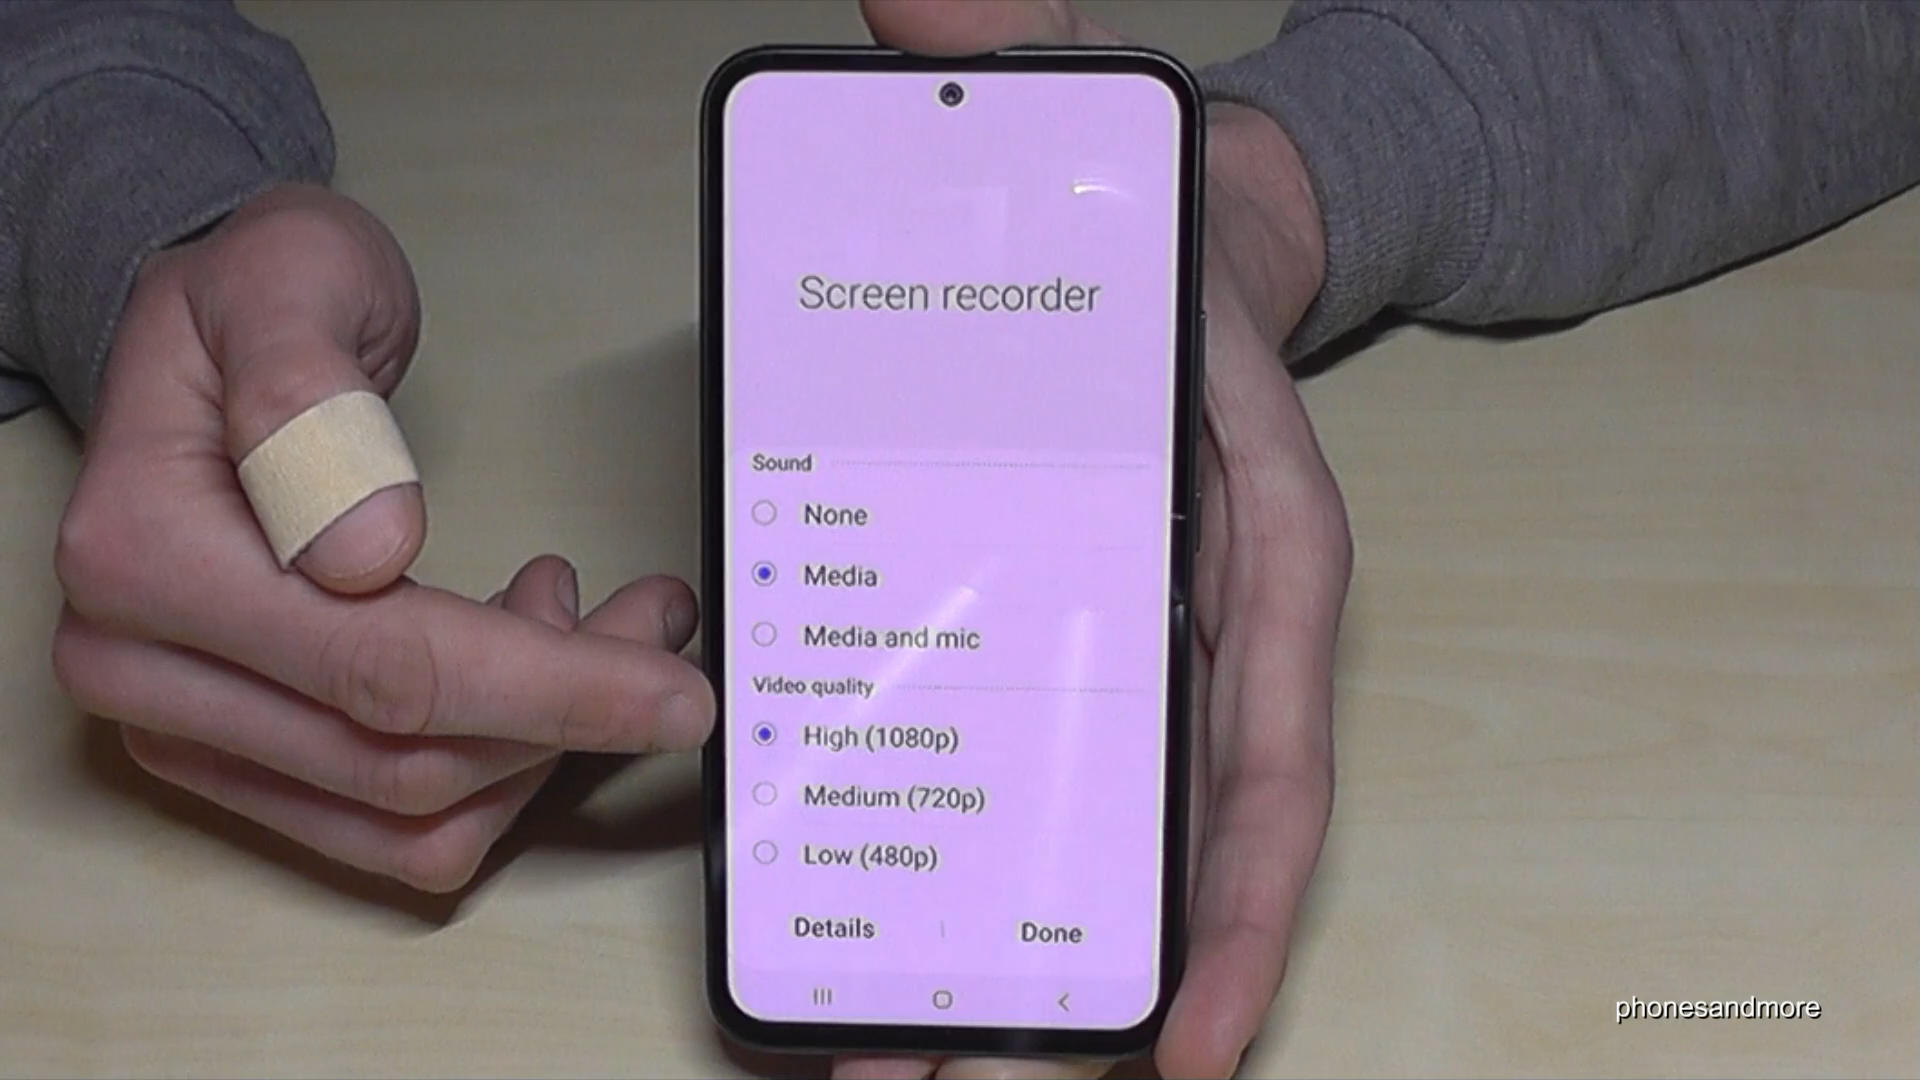 Screen recorder
Sound
None
Media
Media and mic
Video quality
High (1080p)
Medium (720p)
Low (480p)
Details
Done
phonesandmore